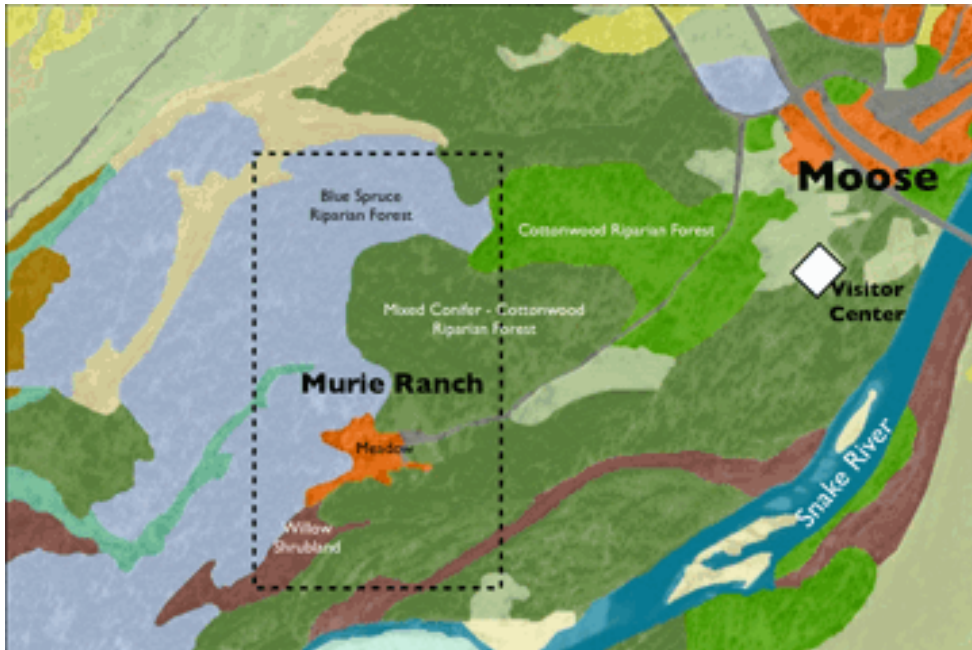 Moose
Blue Spruce
Riparian Forest
Cottonwood Riparian Forest
Visitor
Center
Mixed Conifer - Cottonwood
Riparian Forest
Murie Ranch
Meadow
Snake River
Willow
Shrubland